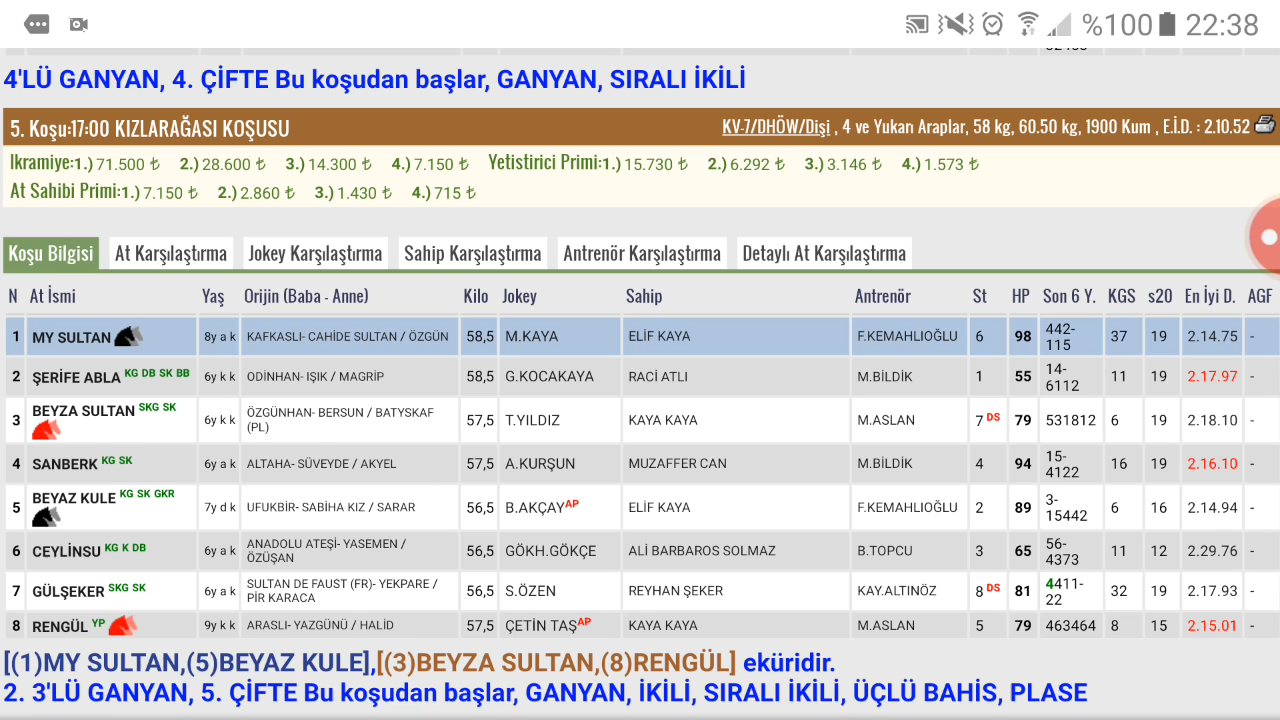 %100 22:38
4'LÜ GANYAN, 4. ÇİFTE Bu koşudan başlar, GANYAN, SIRALI İKİLİ
5. Koşu:17:00 KIZLARAĞASI KOŞUSU KV-7/DHÖW/Dişi , 4 ve Yukarı Araplar, 58 kg, 60.50 kg, 1900 Kum , E.İ.D. : 2.10.52
Ikramiye:1.) 71.500 ₺ 2.) 28.600 ₺ 3.) 14.300 ₺ 4.) 7.150 ₺ Yetistirici Primi:1.) 15.730 ₺ 2.) 6.292 ₺ 3.) 3.146 ₺ 4.) 1.573 ₺
At Sahibi Primi:1.) 7.150 ₺ 2.) 2.860 ₺ 3.) 1.430 ₺ 4.) 715 ₺
Koşu Bilgisi At Karşılaştırma Jokey Karşılaştırma Sahip Karşılaştırma Antrenör Karşılaştırma Detaylı At Karşılaştırma
N At İsmi Yaş Orijin (Baba - Anne) Kilo Jokey Sahip Antrenör St HP Son 6 Y. KGS s20 En İyi D. AGF
1 MY SULTAN 8y a k KAFKASLI- CAHİDE SULTAN / ÖZGÜN 58,5 M.KAYA ELİF KAYA F.KEMAHLIOĞLU 6 98 442-115 37 19 2.14.75 -
2 ŞERİFE ABLA KG DB SK BB 6y k k ODİNHAN- IŞIK / MAGRİP 58,5 G.KOCAKAYA RACİ ATLI M.BİLDİK 1 55 14-6112 11 19 2.17.97 -
3 BEYZA SULTAN SKG SK 6y k k ÖZGÜNHAN- BERSUN / BATYSKAF (PL) 57,5 T.YILDIZ KAYA KAYA M.ASLAN 7 DS 79 531812 6 19 2.18.10 -
4 SANBERK KG SK 6y a k ALTAHA- SÜVEYDE / AKYEL 57,5 A.KURŞUN MUZAFFER CAN M.BİLDİK 4 94 15-4122 16 19 2.16.10 -
5 BEYAZ KULE KG SK GKR 7y d k UFUKBİR- SABİHA KIZ / SARAR 56,5 B.AKÇAY AP ELİF KAYA F.KEMAHLIOĞLU 2 89 3-15442 6 16 2.14.94 -
6 CEYLİNSU KG K DB 6y a k ANADOLU ATEŞİ- YASEMEN / ÖZÜŞAN 56,5 GÖKH.GÖKÇE ALİ BARBAROS SOLMAZ B.TOPCU 3 65 56-4373 11 12 2.29.76 -
7 GÜLŞEKER SKG SK 6y a k SULTAN DE FAUST (FR)- YEKPARE / PİR KARACA 56,5 S.ÖZEN REYHAN ŞEKER KAY.ALTINÖZ 8 DS 81 4411-22 32 19 2.17.93 -
8 RENGÜL YP 9y k k ARASLI- YAZGÜNÜ / HALİD 57,5 ÇETİN TAŞ AP KAYA KAYA M.ASLAN 5 79 463464 8 15 2.15.01 -
[(1)MY SULTAN,(5)BEYAZ KULE],[(3)BEYZA SULTAN,(8)RENGÜL] eküridir.
2. 3'LÜ GANYAN, 5. ÇİFTE Bu koşudan başlar, GANYAN, İKİLİ, SIRALI İKİLİ, ÜÇLÜ BAHİS, PLASE